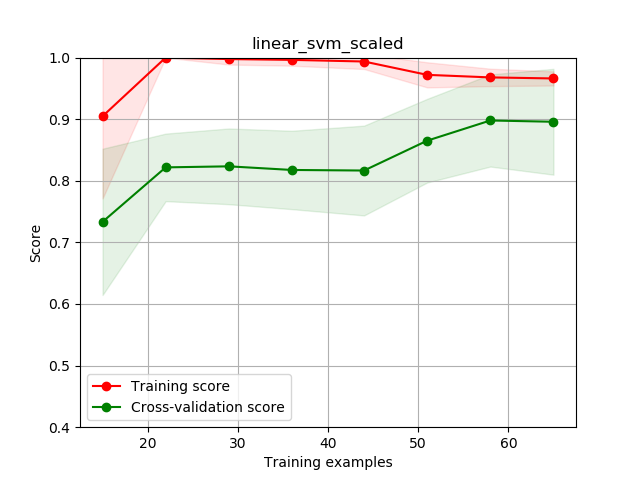 linear_svm_scaled
1.0
0.9
0.8
0.7
0.6
0.5
0.4
Score
Training score
Cross-validation score
20 30 40 50 60
Training examples